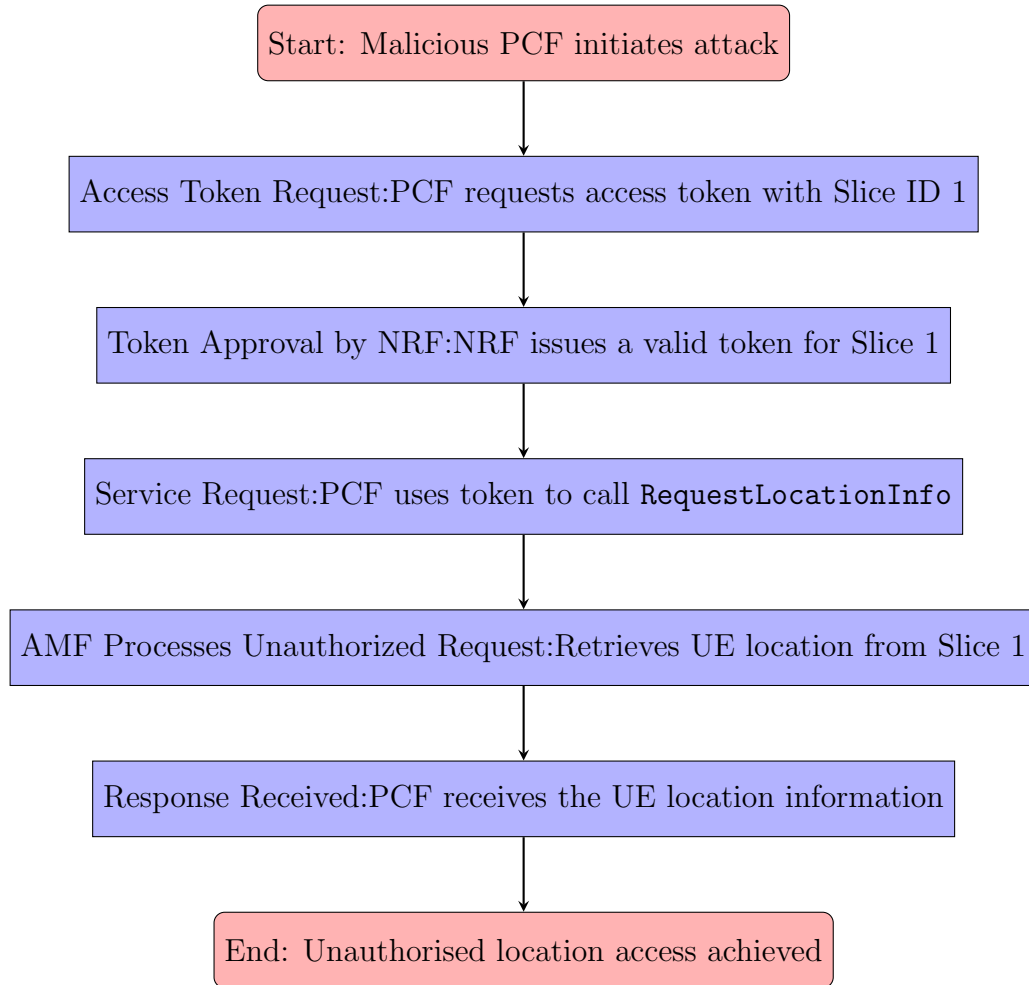 Start: Malicious PCF initiates attack
Access Token Request:PCF requests access token with Slice ID 1
Token Approval by NRF:NRF issues a valid token for Slice 1
Service Request:PCF uses token to call RequestLocationInfo
AMF Processes Unauthorized Request:Retrieves UE location from Slice 1
Response Received:PCF receives the UE location information
End: Unauthorised location access achieved